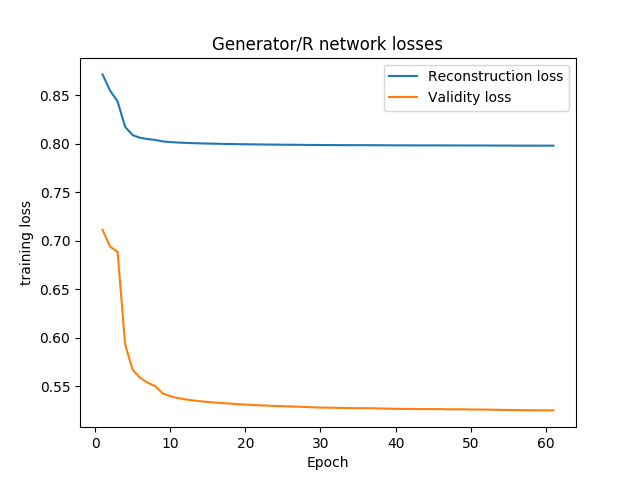 Generator/R network losses
Reconstruction loss
Validity loss
training loss
0.85
0.80
0.75
0.70
0.65
0.60
0.55
0 10 20 30 40 50 60
Epoch